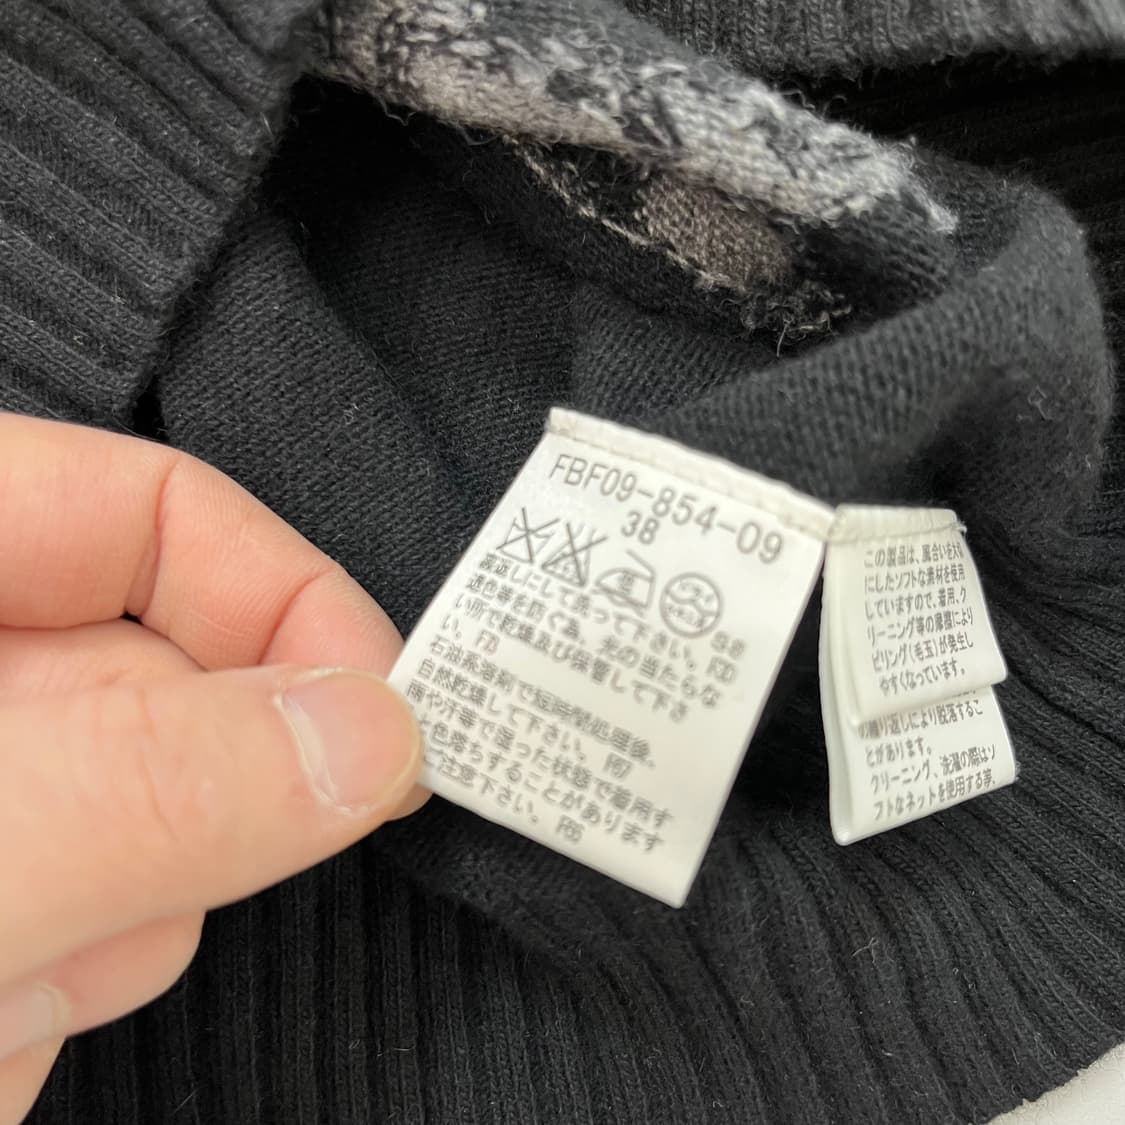 FBF09-854-09
38
裏返しにして洗って下さい。 FCD
退色等を防ぐ為、光の当たらな
い所で乾燥及び保管して下さ
い。 FJ
石油系溶剤で短時間処理後、
自然乾燥して下さい。
雨や汗等で湿った状態で着用す
と色落ちすることがあります
ご注意下さい。
この製品は、風合いを大切
にしたソフトな素材を使用
していますので、着用、ク
リーニング等の摩擦により
ピリング(毛玉)が発生し
やすくなっています。
の繰り返しにより脱落するこ
とがあります。
クリーニング、洗濯の際はソ
フトなネットを使用する等、